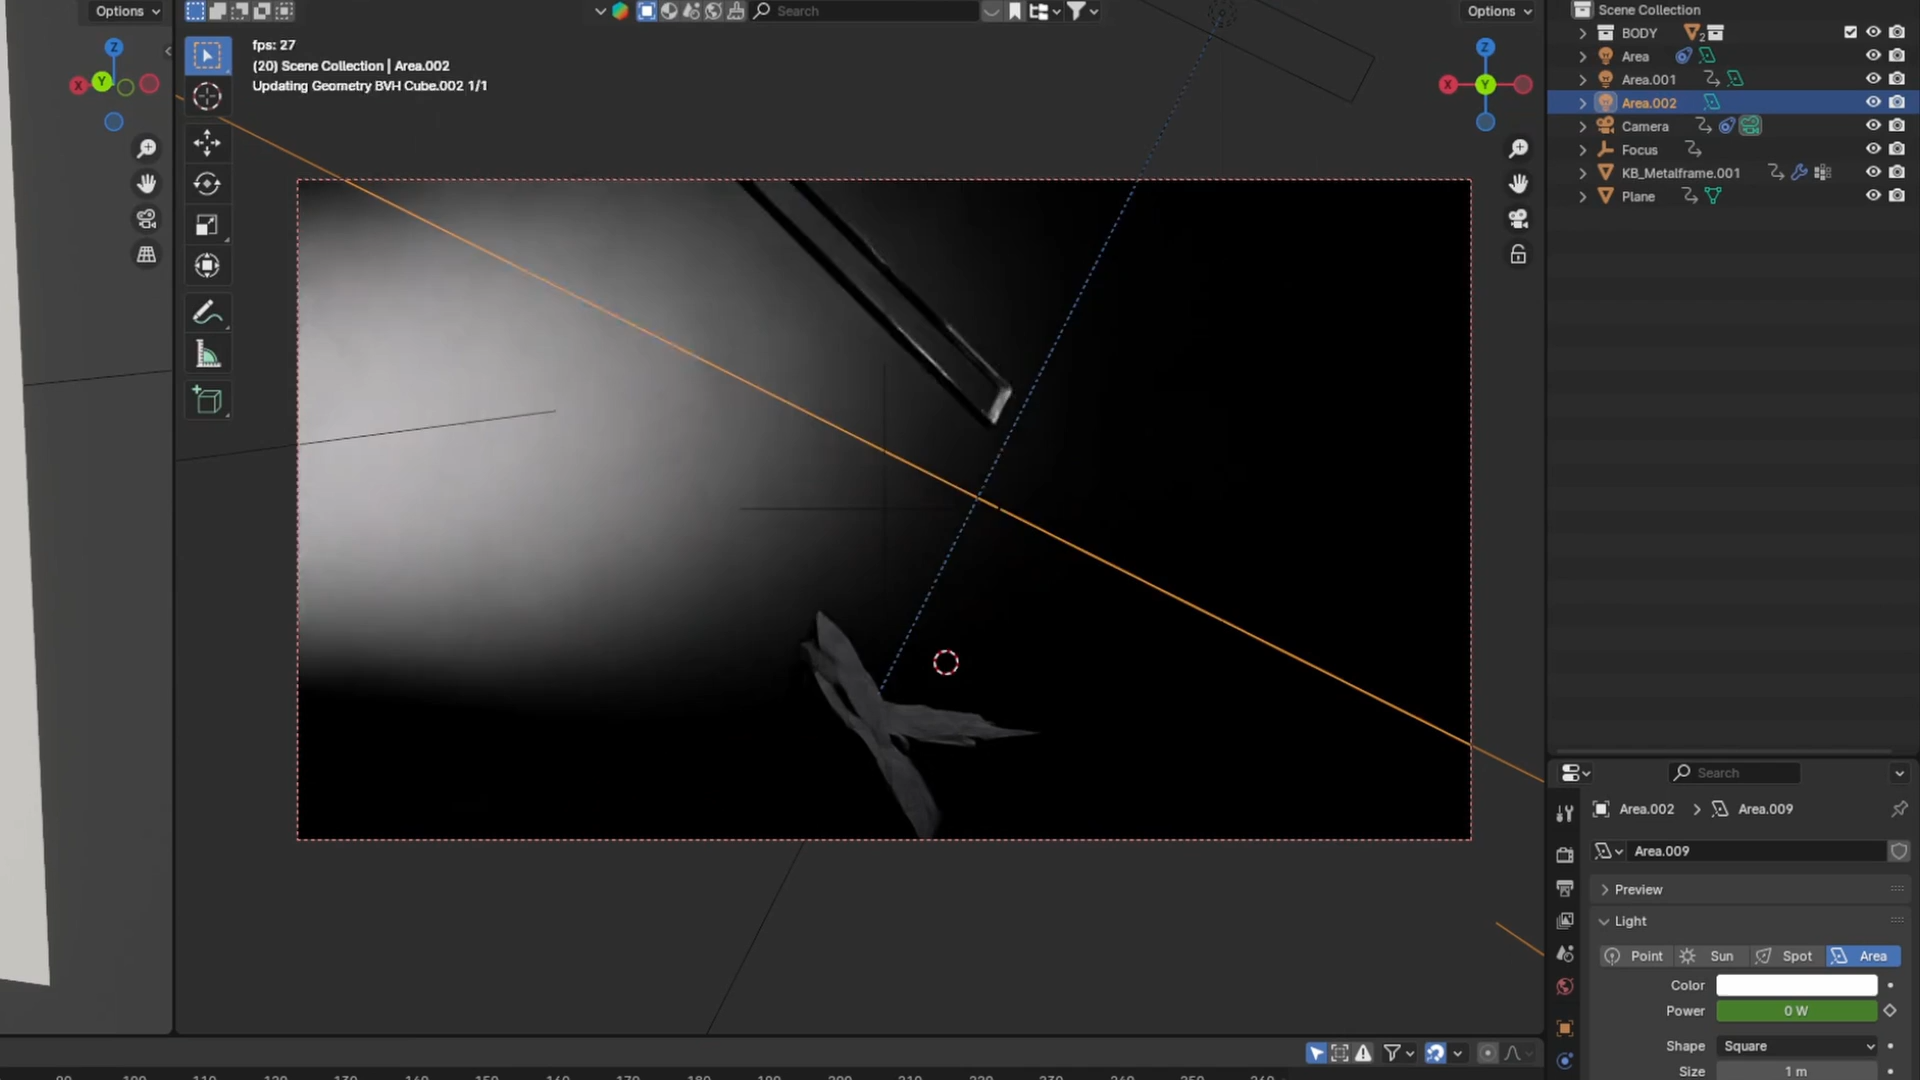 Options
Search
Options
fps: 27
(20) Scene Collection | Area.002
Updating Geometry BVH Cube.002 1/1
X
Y
Z
X
Y
Z
Scene Collection
BODY
2
Area
Area.001
Area.002
Camera
Focus
KB_Metalframe.001
Plane
Search
Area.002
Area.009
Area.009
Preview
Light
Point
Sun
Spot
Area
Color
Power
0 W
Shape
Square
Size
1 m